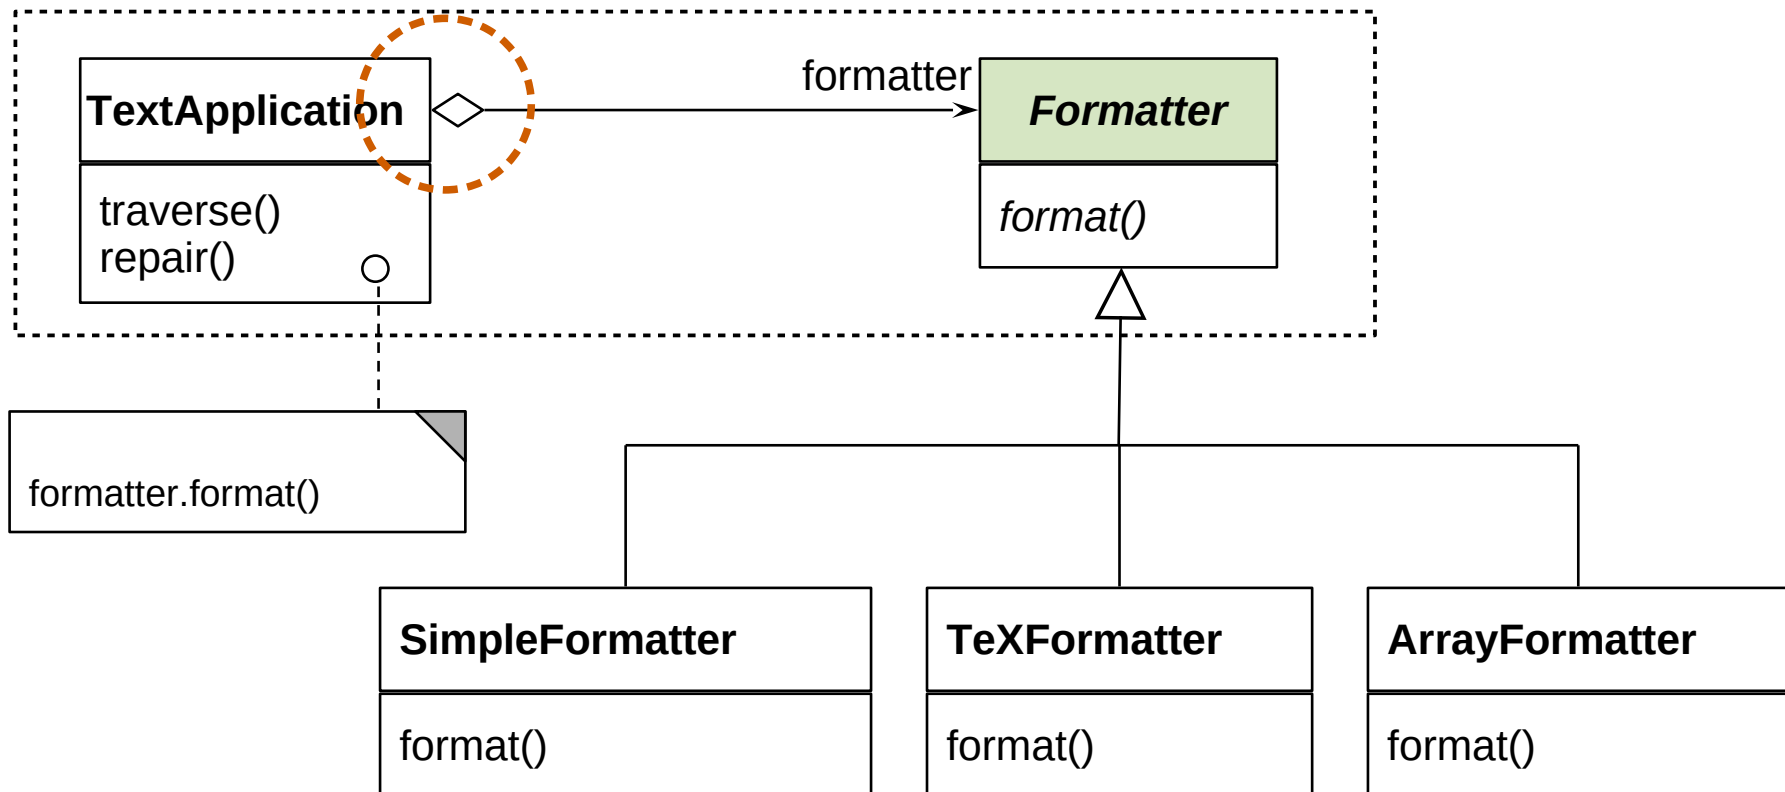 formatter
TextApplication
Formatter
traverse()
repair()
format()
formatter.format()
SimpleFormatter
TeXFormatter
ArrayFormatter
format()
format()
format()